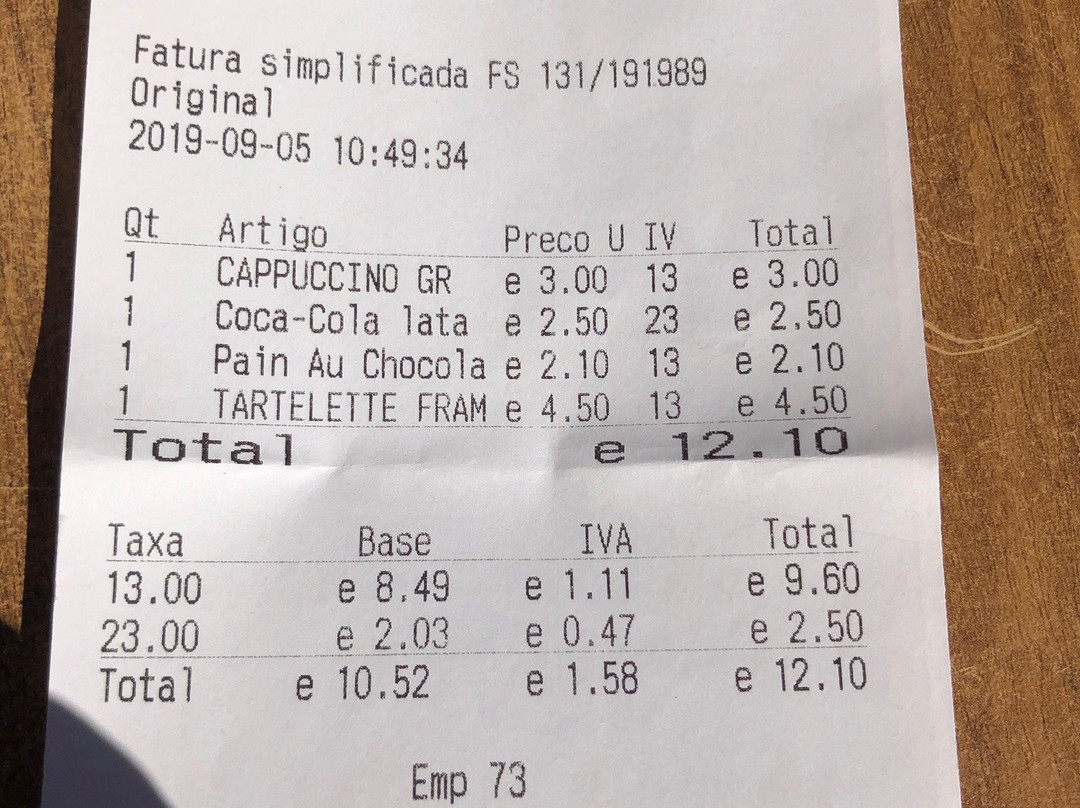 Fatura simplificada FS 131/191989
Original
2019-09-05 10:49:34
Qt Artigo Preco U IV Total
1 CAPPUCCINO GR e 3.00 13 e 3.00
1 Coca-Cola lata e 2.50 23 e 2.50
1 Pain Au Chocola e 2.10 13 e 2.10
1 TARTELETTE FRAM e 4.50 13 e 4.50
Total e 12.10
Taxa Base IVA Total
13.00 e 8.49 e 1.11 e 9.60
23.00 e 2.03 e 0.47 e 2.50
Total e 10.52 e 1.58 e 12.10
Emp 73